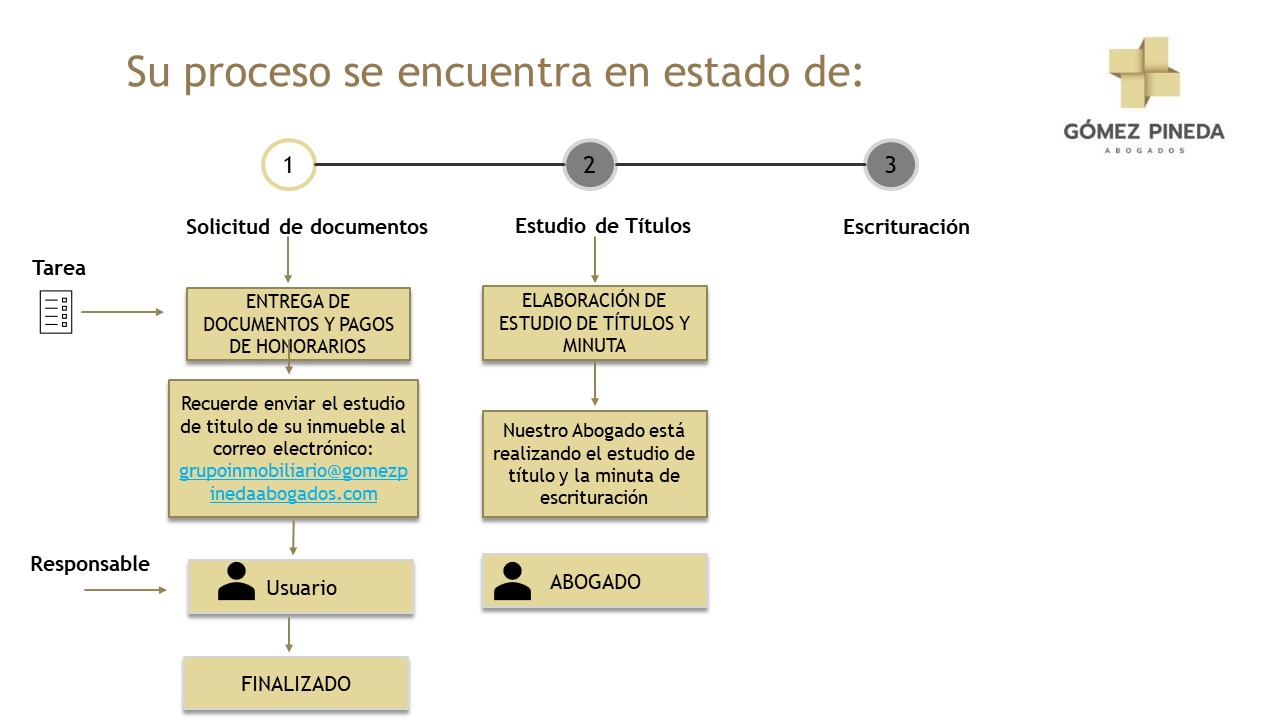 Su proceso se encuentra en estado de:
GÓMEZ PINEDA
ABOGADOS
1
2
3
Solicitud de documentos
Estudio de Títulos
Escrituración
Tarea
ENTREGA DE
DOCUMENTOS Y PAGOS
DE HONORARIOS
ELABORACIÓN DE
ESTUDIO DE TÍTULOS Y
MINUTA
Recuerde enviar el estudio
de titulo de su inmueble al
correo electrónico:
grupoinmobiliario@gomezp
inedaabogados.com
Nuestro Abogado está
realizando el estudio de
título y la minuta de
escrituración
Responsable
Usuario
ABOGADO
FINALIZADO